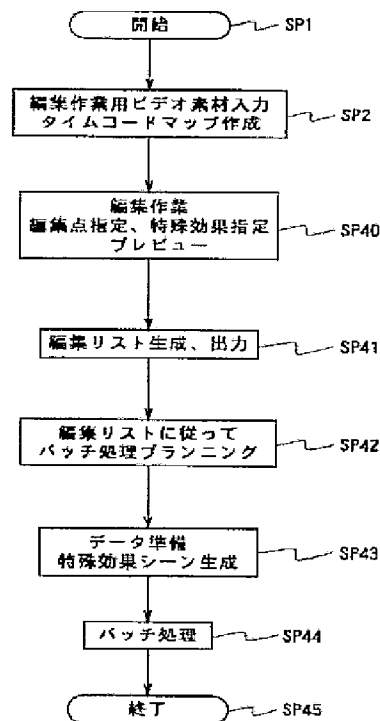 開始
SP1
編集作業用ビデオ素材入力
タイムコードマップ作成
SP2
編集作業
編集点指定、特殊効果指定
プレビュー
SP40
編集リスト生成、出力
SP41
編集リストに従って
バッチ処理プランニング
SP42
データ準備
特殊効果シーン生成
SP43
バッチ処理
SP44
終了
SP45